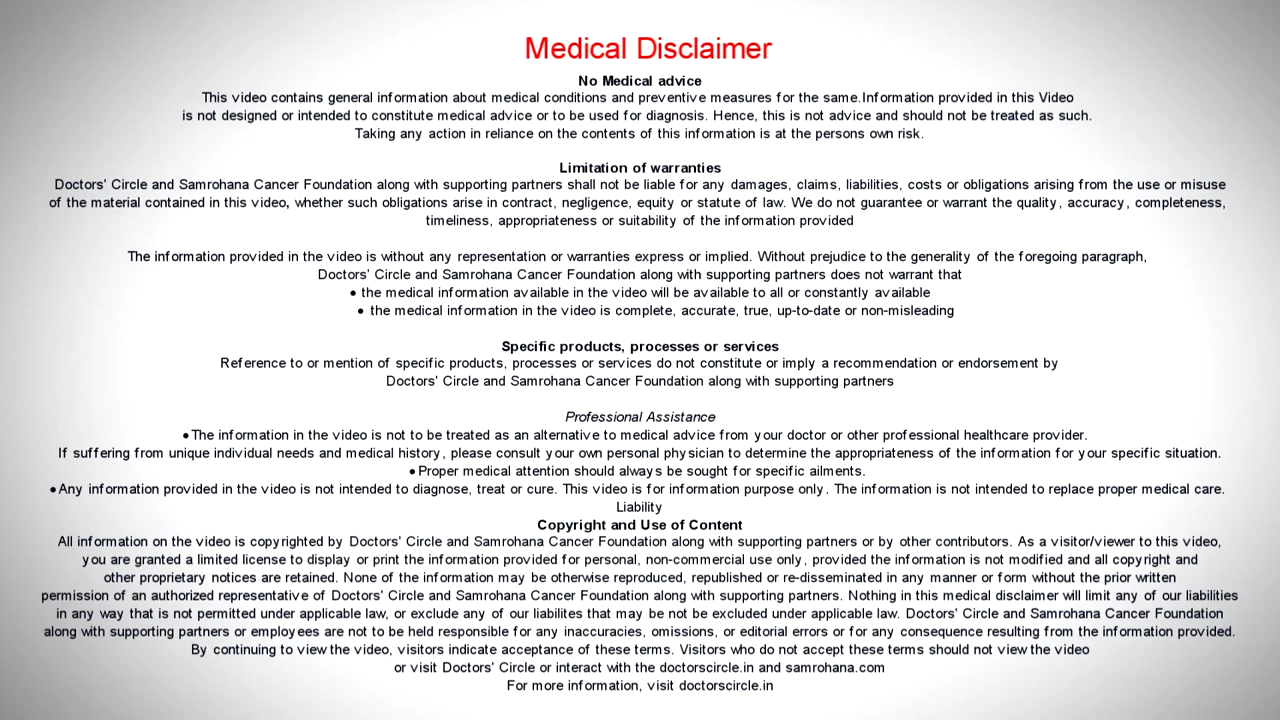 Medical Disclaimer
No Medical advice
This video contains general information about medical conditions and preventive measures for the same.Information provided in this Video
is not designed or intended to constitute medical advice or to be used for diagnosis. Hence, this is not advice and should not be treated as such.
Taking any action in reliance on the contents of this information is at the persons own risk.
Limitation of warranties
Doctors' Circle and Samrohana Cancer Foundation along with supporting partners shall not be liable for any damages, claims, liabilities, costs or obligations arising from the use or misuse
of the material contained in this video, whether such obligations arise in contract, negligence, equity or statute of law. We do not guarantee or warrant the quality, accuracy, completeness,
timeliness, appropriateness or suitability of the information provided
The information provided in the video is without any representation or warranties express or implied. Without prejudice to the generality of the foregoing paragraph,
Doctors' Circle and Samrohana Cancer Foundation along with supporting partners does not warrant that
• the medical information available in the video will be available to all or constantly available
• the medical information in the video is complete, accurate, true, up-to-date or non-misleading
Specific products, processes or services
Reference to or mention of specific products, processes or services do not constitute or imply a recommendation or endorsement by
Doctors' Circle and Samrohana Cancer Foundation along with supporting partners
Professional Assistance
•The information in the video is not to be treated as an alternative to medical advice from your doctor or other professional healthcare provider.
If suffering from unique individual needs and medical history, please consult your own personal physician to determine the appropriateness of the information for your specific situation.
•Proper medical attention should always be sought for specific ailments.
•Any information provided in the video is not intended to diagnose, treat or cure. This video is for information purpose only. The information is not intended to replace proper medical care.
Liability
Copyright and Use of Content
All information on the video is copyrighted by Doctors' Circle and Samrohana Cancer Foundation along with supporting partners or by other contributors. As a visitor/viewer to this video,
you are granted a limited license to display or print the information provided for personal, non-commercial use only, provided the information is not modified and all copyright and
other proprietary notices are retained. None of the information may be otherwise reproduced, republished or re-disseminated in any manner or form without the prior written
permission of an authorized representative of Doctors' Circle and Samrohana Cancer Foundation along with supporting partners. Nothing in this medical disclaimer will limit any of our liabilities
in any way that is not permitted under applicable law, or exclude any of our liabilites that may be not be excluded under applicable law. Doctors' Circle and Samrohana Cancer Foundation
along with supporting partners or employees are not to be held responsible for any inaccuracies, omissions, or editorial errors or for any consequence resulting from the information provided.
By continuing to view the video, visitors indicate acceptance of these terms. Visitors who do not accept these terms should not view the video
or visit Doctors' Circle or interact with the doctorscircle.in and samrohana.com
For more information, visit doctorscircle.in